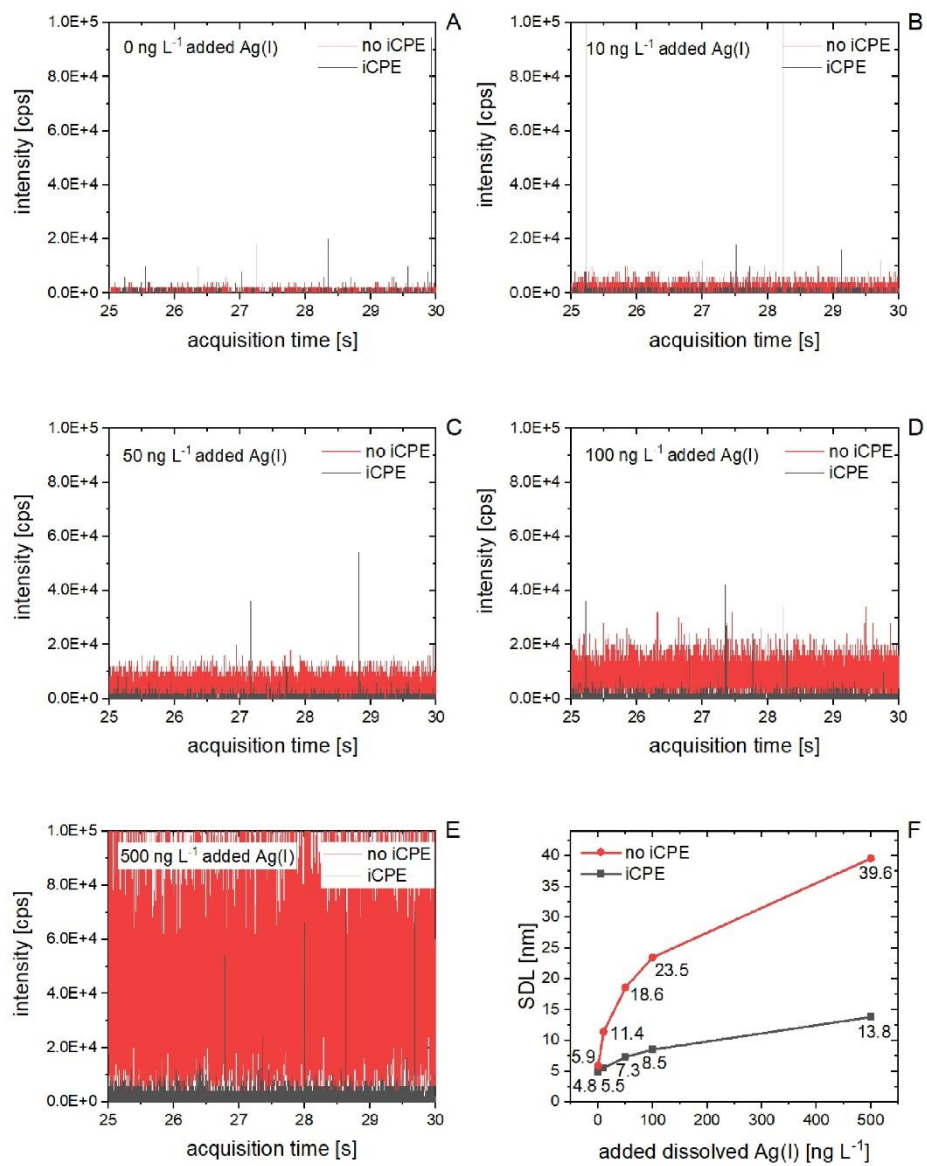 A
0 ng L⁻¹ added Ag(I)
no iCPE
iCPE
intensity [cps]
1.0E+5
8.0E+4
6.0E+4
4.0E+4
2.0E+4
0.0E+0
25 26 27 28 29 30
acquisition time [s]
B
10 ng L⁻¹ added Ag(I)
no iCPE
iCPE
intensity [cps]
1.0E+5
8.0E+4
6.0E+4
4.0E+4
2.0E+4
0.0E+0
25 26 27 28 29 30
acquisition time [s]
C
50 ng L⁻¹ added Ag(I)
no iCPE
iCPE
intensity [cps]
1.0E+5
8.0E+4
6.0E+4
4.0E+4
2.0E+4
0.0E+0
25 26 27 28 29 30
acquisition time [s]
D
100 ng L⁻¹ added Ag(I)
no iCPE
iCPE
intensity [cps]
1.0E+5
8.0E+4
6.0E+4
4.0E+4
2.0E+4
0.0E+0
25 26 27 28 29 30
acquisition time [s]
E
500 ng L⁻¹ added Ag(I)
no iCPE
iCPE
intensity [cps]
1.0E+5
8.0E+4
6.0E+4
4.0E+4
2.0E+4
0.0E+0
25 26 27 28 29 30
acquisition time [s]
F
no iCPE
iCPE
SDL [nm]
40
35
30
25
20
15
10
5
0
39.6
23.5
18.6
11.4
5.9
13.8
8.5
7.3
4.8 5.5
0 100 200 300 400 500
added dissolved Ag(I) [ng L⁻¹]